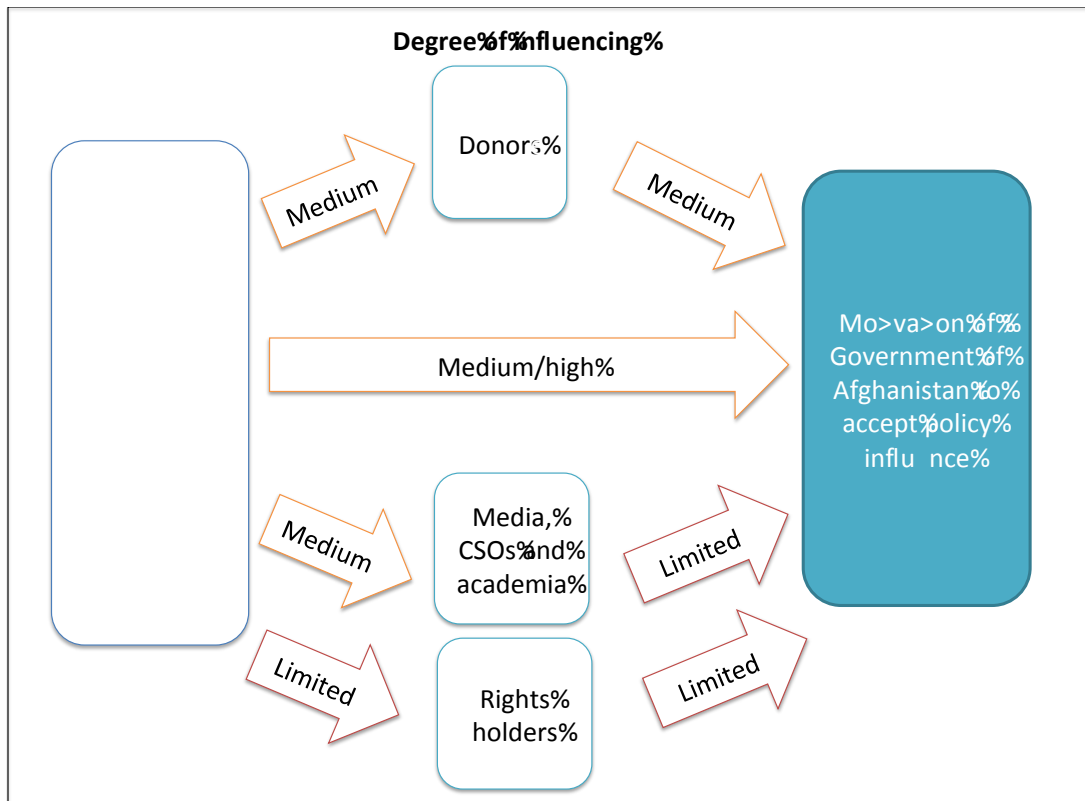 Degree%of%influencing%
Donors%
Medium
Medium
Medium/high%
Mo>va>on%of%%
Government%of%
Afghanistan%to%
accept%policy%
influ nce%
Medium
Media,%
CSOs%and%
academia%
Limited
Limited
Rights%
holders%
Limited